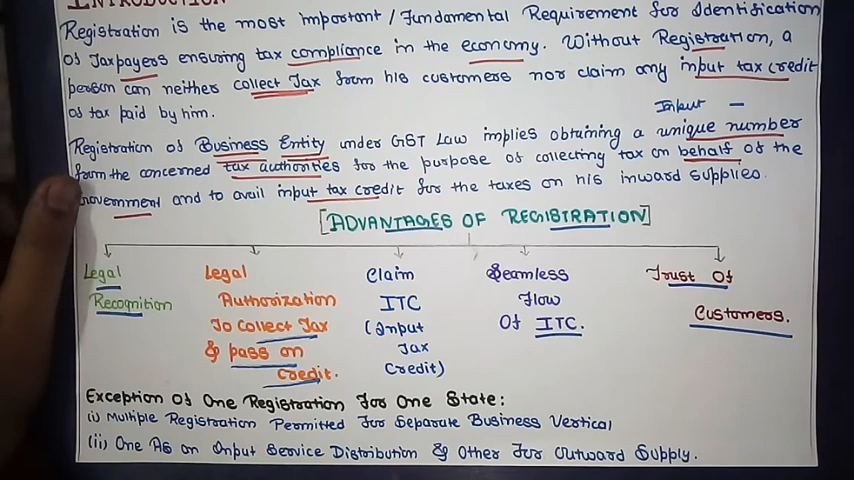 INTRODUCTION
Registration is the most important / Fundamental Requirement for Identification
of Taxpayers ensuring tax compliance in the economy. Without Registration, a
person can neither collect Tax from his customers nor claim any input tax credit
of tax paid by him.
Input –
Registration of Business Entity under GST Law implies obtaining a unique number
from the concerned tax authorities for the purpose of collecting tax on behalf of the
Government and to avail input tax credit for the taxes on his inward supplies.
[ADVANTAGES OF REGISTRATION]
Legal Legal Claim Seamless Trust Of
Recognition Authorization ITC Flow Customers.
To collect Tax (Input Of ITC.
& pass on Tax
credit. Credit)
Exception Of One Registration For One State:
(i) Multiple Registration Permitted For Separate Business Vertical
(ii) One As an Input Service Distribution & Other For Outward Supply.